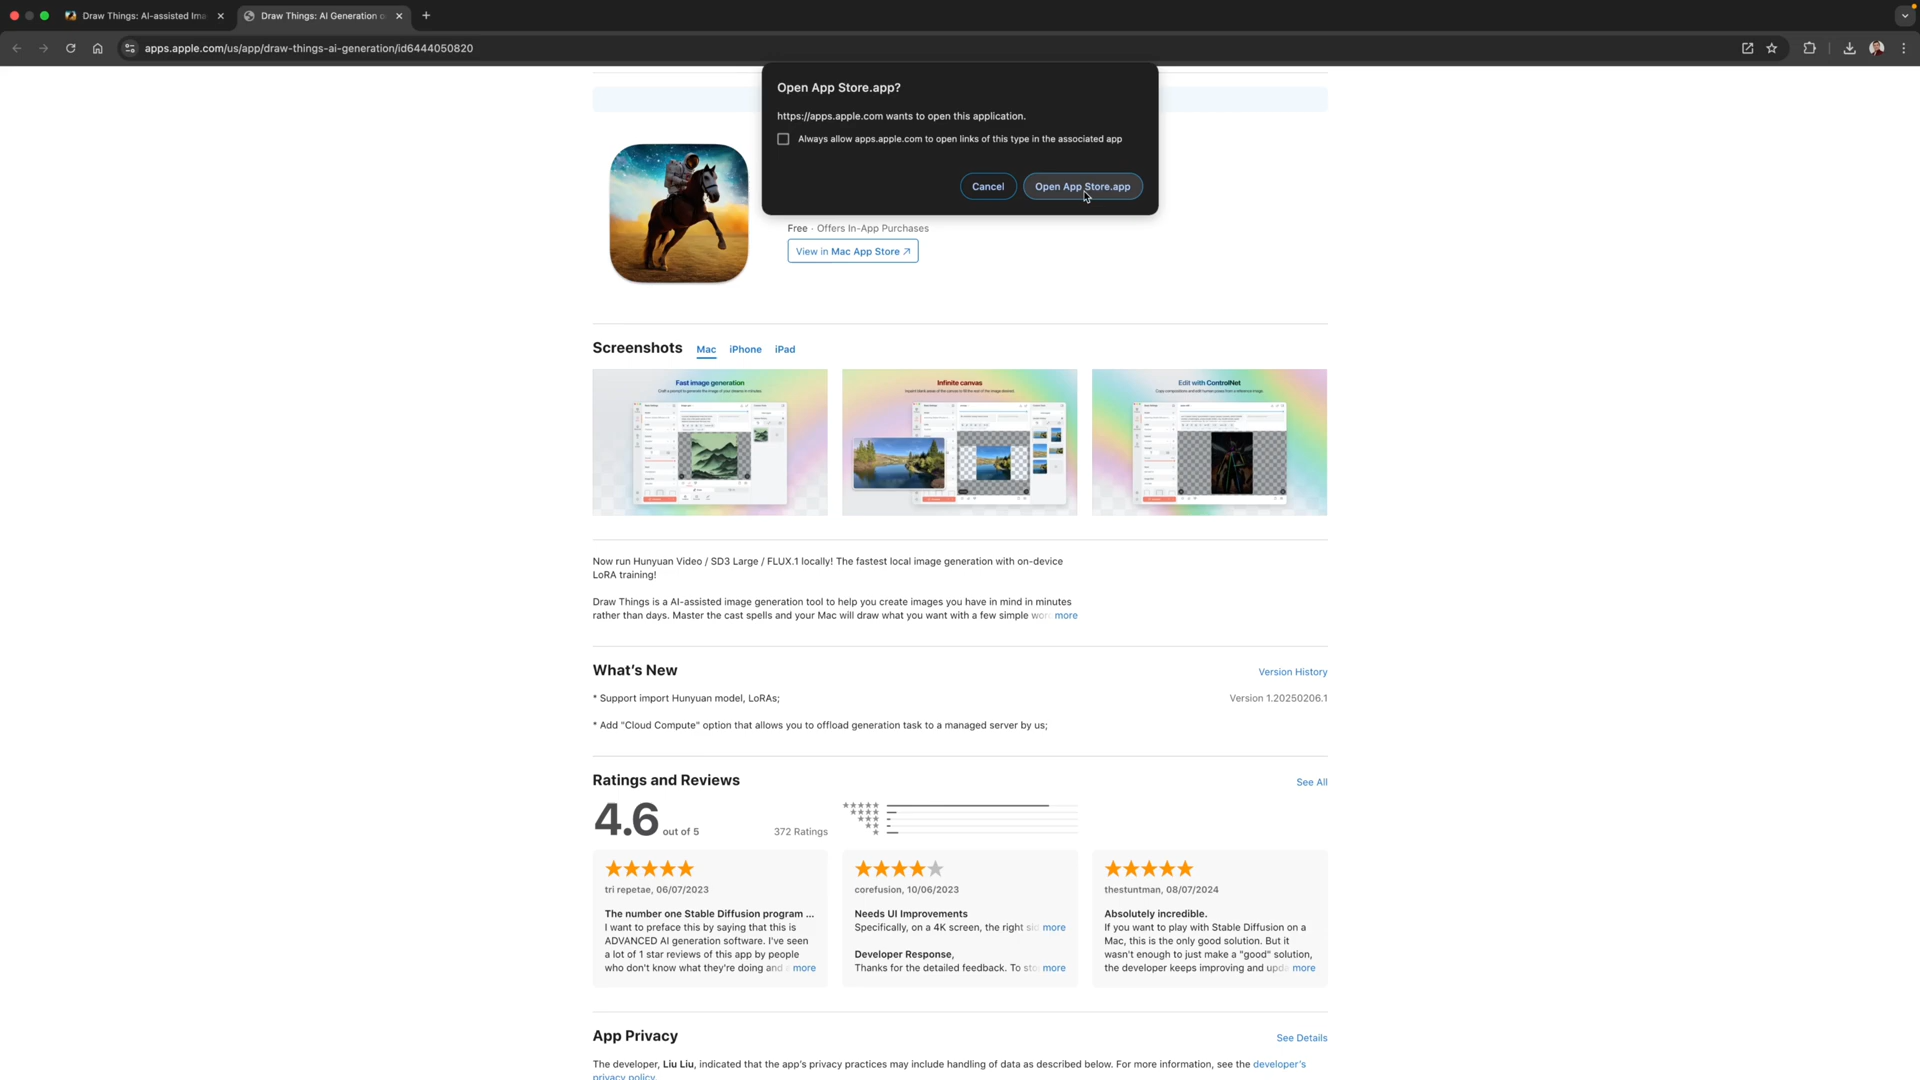 Draw Things: AI-assisted Ima
Draw Things: AI Generation o
apps.apple.com/us/app/draw-things-ai-generation/id6444050820
Open App Store.app?
https://apps.apple.com wants to open this application.
Always allow apps.apple.com to open links of this type in the associated app
Cancel
Open App Store.app
Free · Offers In-App Purchases
View in Mac App Store ↗
Screenshots
Mac
iPhone
iPad
Fast image generation
Craft a prompt to generate the image of your dreams in minutes.
Infinite canvas
Edit with ControlNet
Now run Hunyuan Video / SD3 Large / FLUX.1 locally! The fastest local image generation with on-device
LoRA training!
Draw Things is a AI-assisted image generation tool to help you create images you have in mind in minutes
rather than days. Master the cast spells and your Mac will draw what you want with a few simple wor more
What's New
Version History
* Support import Hunyuan model, LoRAs;
Version 1.20250206.1
* Add "Cloud Compute" option that allows you to offload generation task to a managed server by us;
Ratings and Reviews
See All
4.6 out of 5
372 Ratings
tri repetae, 06/07/2023
The number one Stable Diffusion program ...
I want to preface this by saying that this is
ADVANCED AI generation software. I've seen
a lot of 1 star reviews of this app by people
who don't know what they're doing and more
corefusion, 10/06/2023
Needs UI Improvements
Specifically, on a 4K screen, the right sid more
Developer Response,
Thanks for the detailed feedback. To sto more
thestuntman, 08/07/2024
Absolutely incredible.
If you want to play with Stable Diffusion on a
Mac, this is the only good solution. But it
wasn't enough to just make a "good" solution,
the developer keeps improving and upda more
App Privacy
See Details
The developer, Liu Liu, indicated that the app's privacy practices may include handling of data as described below. For more information, see the developer's
privacy policy.